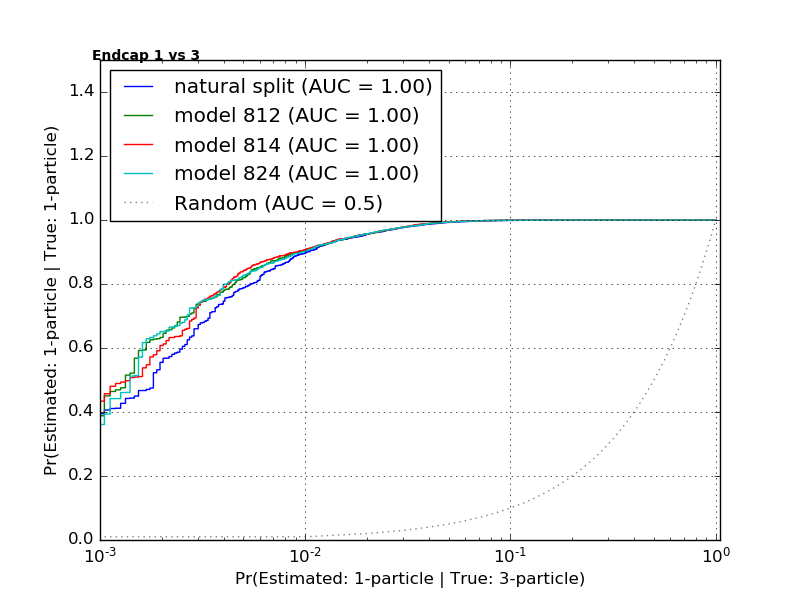 Endcap 1 vs 3
natural split (AUC = 1.00)
model 812 (AUC = 1.00)
model 814 (AUC = 1.00)
model 824 (AUC = 1.00)
Random (AUC = 0.5)
Pr(Estimated: 1-particle | True: 1-particle)
1.4
1.2
1.0
0.8
0.6
0.4
0.2
0.0
10⁻³ 10⁻² 10⁻¹ 10⁰
Pr(Estimated: 1-particle | True: 3-particle)